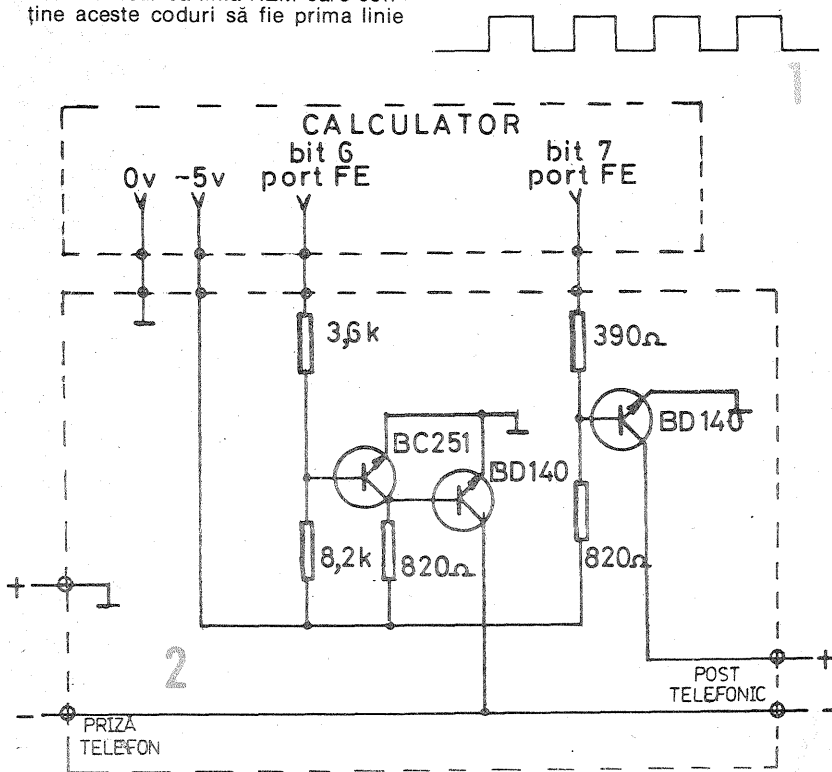 ține aceste coduri să fie prima linie
1
CALCULATOR
0v -5v
bit 6
port FE
bit 7
port FE
3,6k
390Ω
BC251
BD140
BD140
8,2k
820Ω
820Ω
+
+
2
POST
TELEFONIC
- -
PRIZĂ
TELEFON